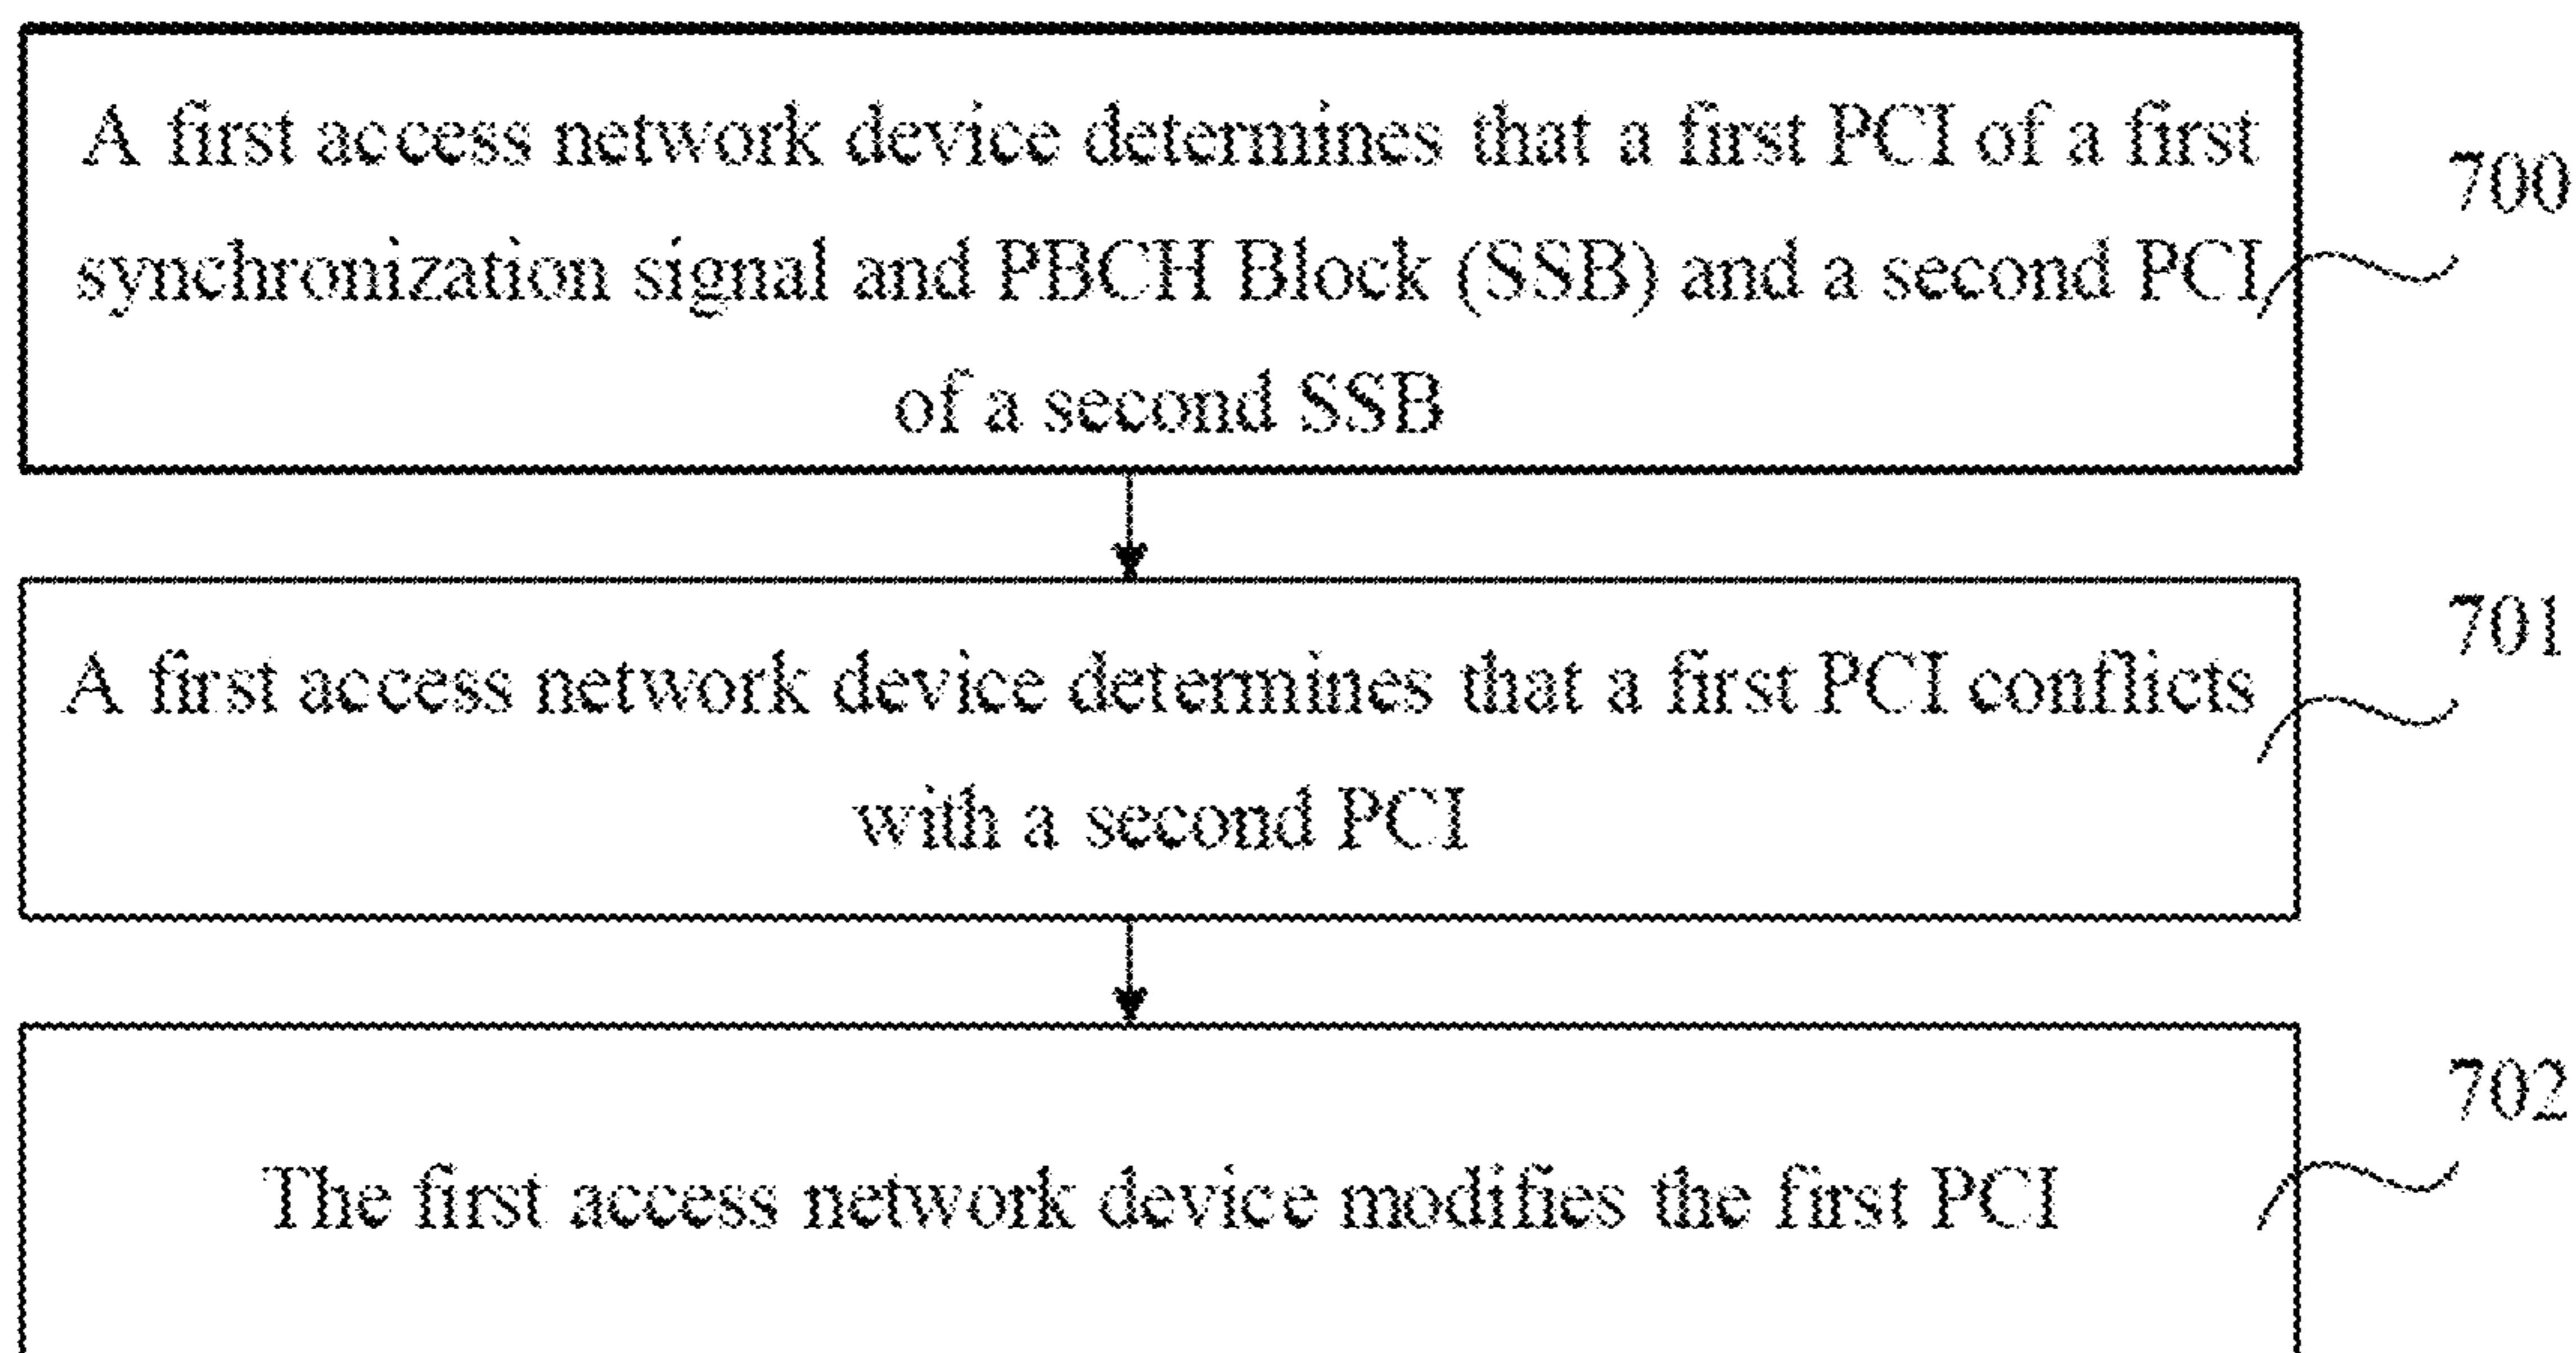 A first access network device determines that a first PCI of a first
700
synchronization signal and PBCH Block (SSB) and a second PCI
of a second SSB
701
A first access network device determines that a first PCI conflicts
with a second PCI
702
The first access network device modifies the first PCI